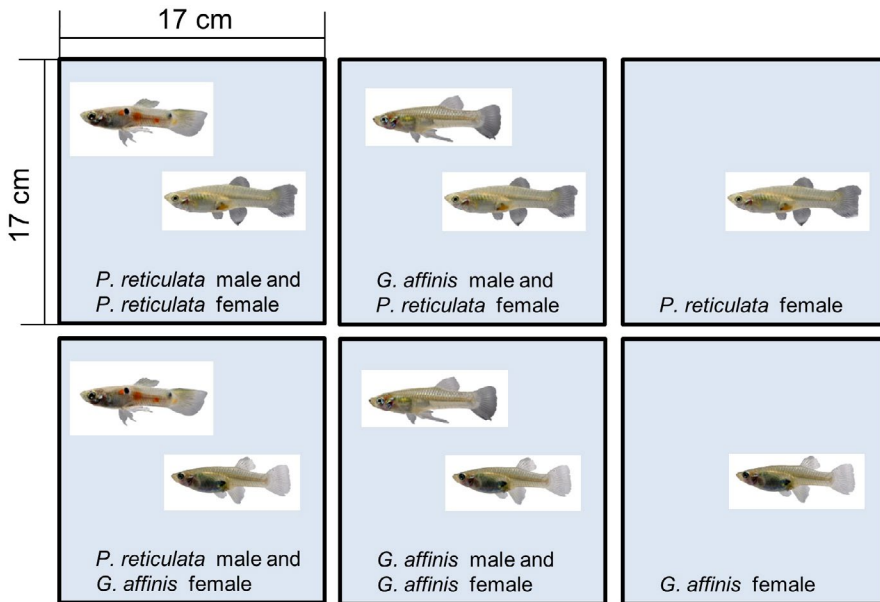 17 cm
17 cm
P. reticulata male and
P. reticulata female
G. affinis male and
P. reticulata female
P. reticulata female
P. reticulata male and
G. affinis female
G. affinis male and
G. affinis female
G. affinis female